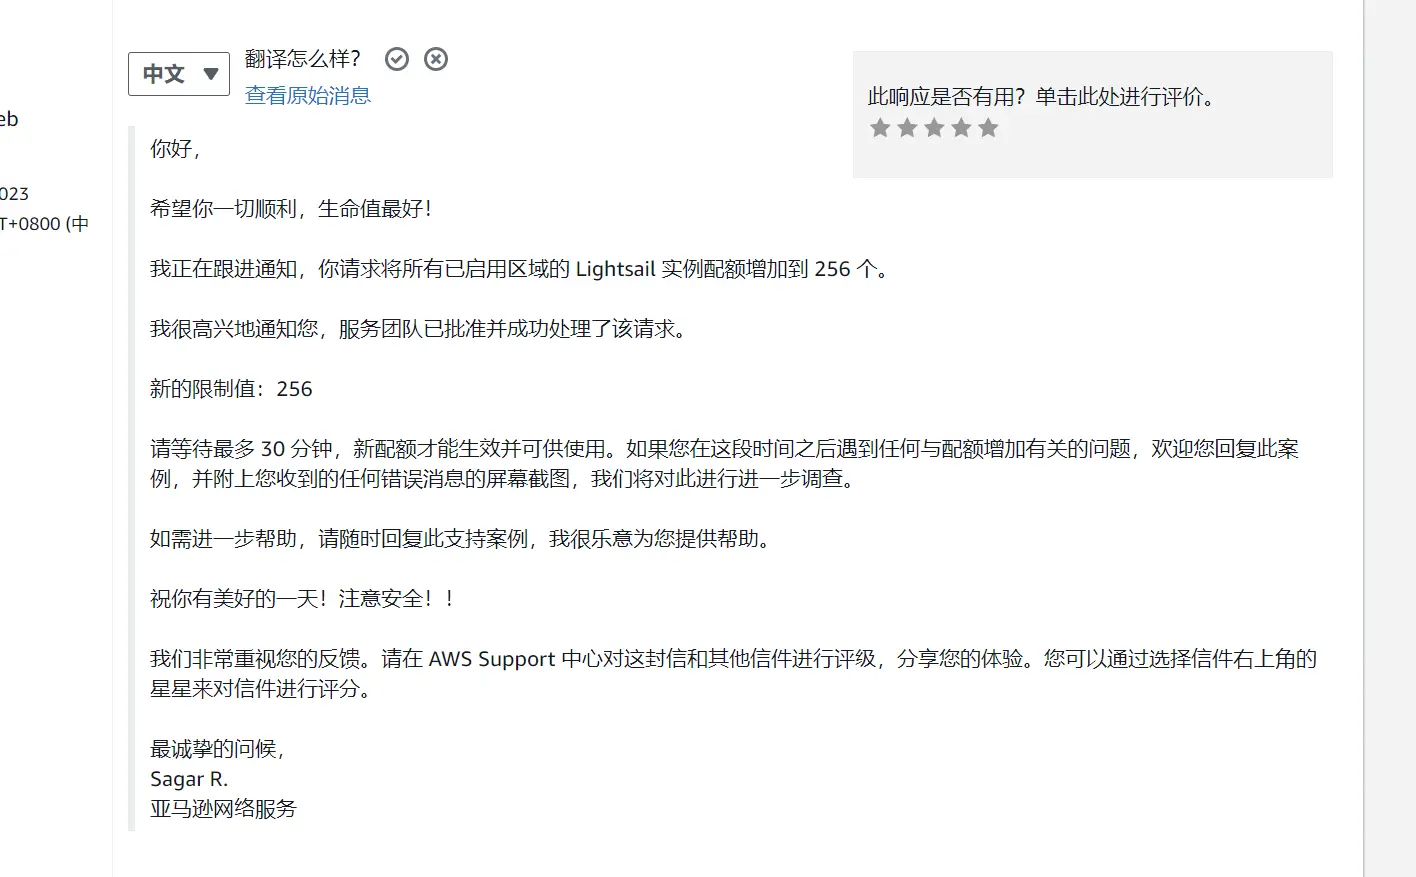 中文
翻译怎么样？
查看原始消息
此响应是否有用？单击此处进行评价。
eb
023
T+0800 (中
你好，
希望你一切顺利，生命值最好！
我正在跟进通知，你请求将所有已启用区域的 Lightsail 实例配额增加到 256 个。
我很高兴地通知您，服务团队已批准并成功处理了该请求。
新的限制值：256
请等待最多 30 分钟，新配额才能生效并可供使用。如果您在这段时间之后遇到任何与配额增加有关的问题，欢迎您回复此案
例，并附上您收到的任何错误消息的屏幕截图，我们将对此进行进一步调查。
如需进一步帮助，请随时回复此支持案例，我很乐意为您提供帮助。
祝你有美好的一天！注意安全！！
我们非常重视您的反馈。请在 AWS Support 中心对这封信和其他信件进行评级，分享您的体验。您可以通过选择信件右上角的
星星来对信件进行评分。
最诚挚的问候，
Sagar R.
亚马逊网络服务